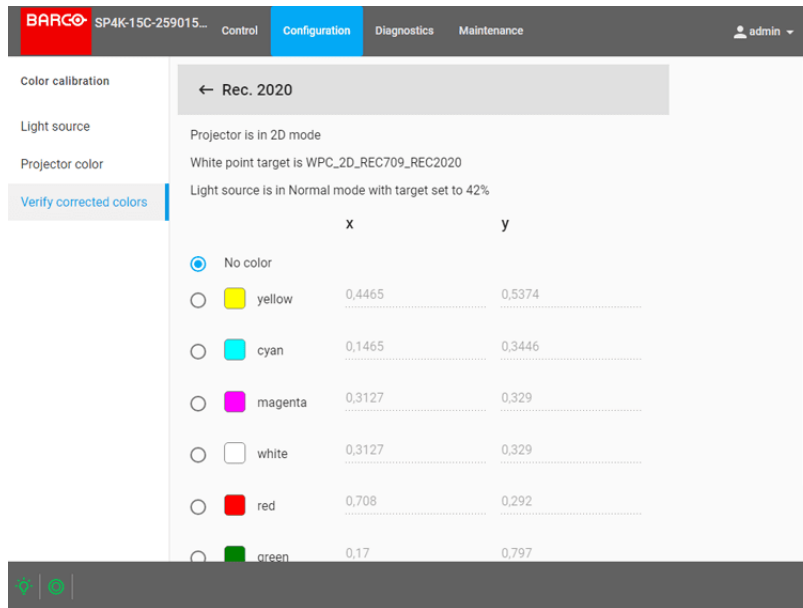 BARCO SP4K-15C-259015... Control Configuration Diagnostics Maintenance admin
Color calibration
Light source
Projector color
Verify corrected colors
← Rec. 2020
Projector is in 2D mode
White point target is WPC_2D_REC709_REC2020
Light source is in Normal mode with target set to 42%
x y
No color
yellow 0,4465 0,5374
cyan 0,1465 0,3446
magenta 0,3127 0,329
white 0,3127 0,329
red 0,708 0,292
green 0,17 0,797